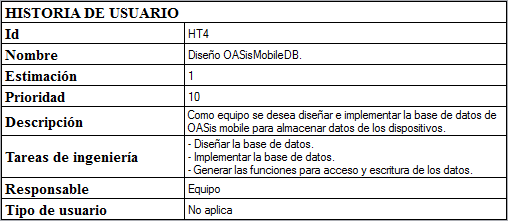 HISTORIA DE USUARIO
Id HT4
Nombre Diseño OASisMobileDB.
Estimación 1
Prioridad 10
Descripción Como equipo se desea diseñar e implementar la base de datos de
OASis mobile para almacenar datos de los dispositivos.
Tareas de ingeniería - Diseñar la base de datos.
- Implementar la base de datos.
- Generar las funciones para acceso y escritura de los datos.
Responsable Equipo
Tipo de usuario No aplica